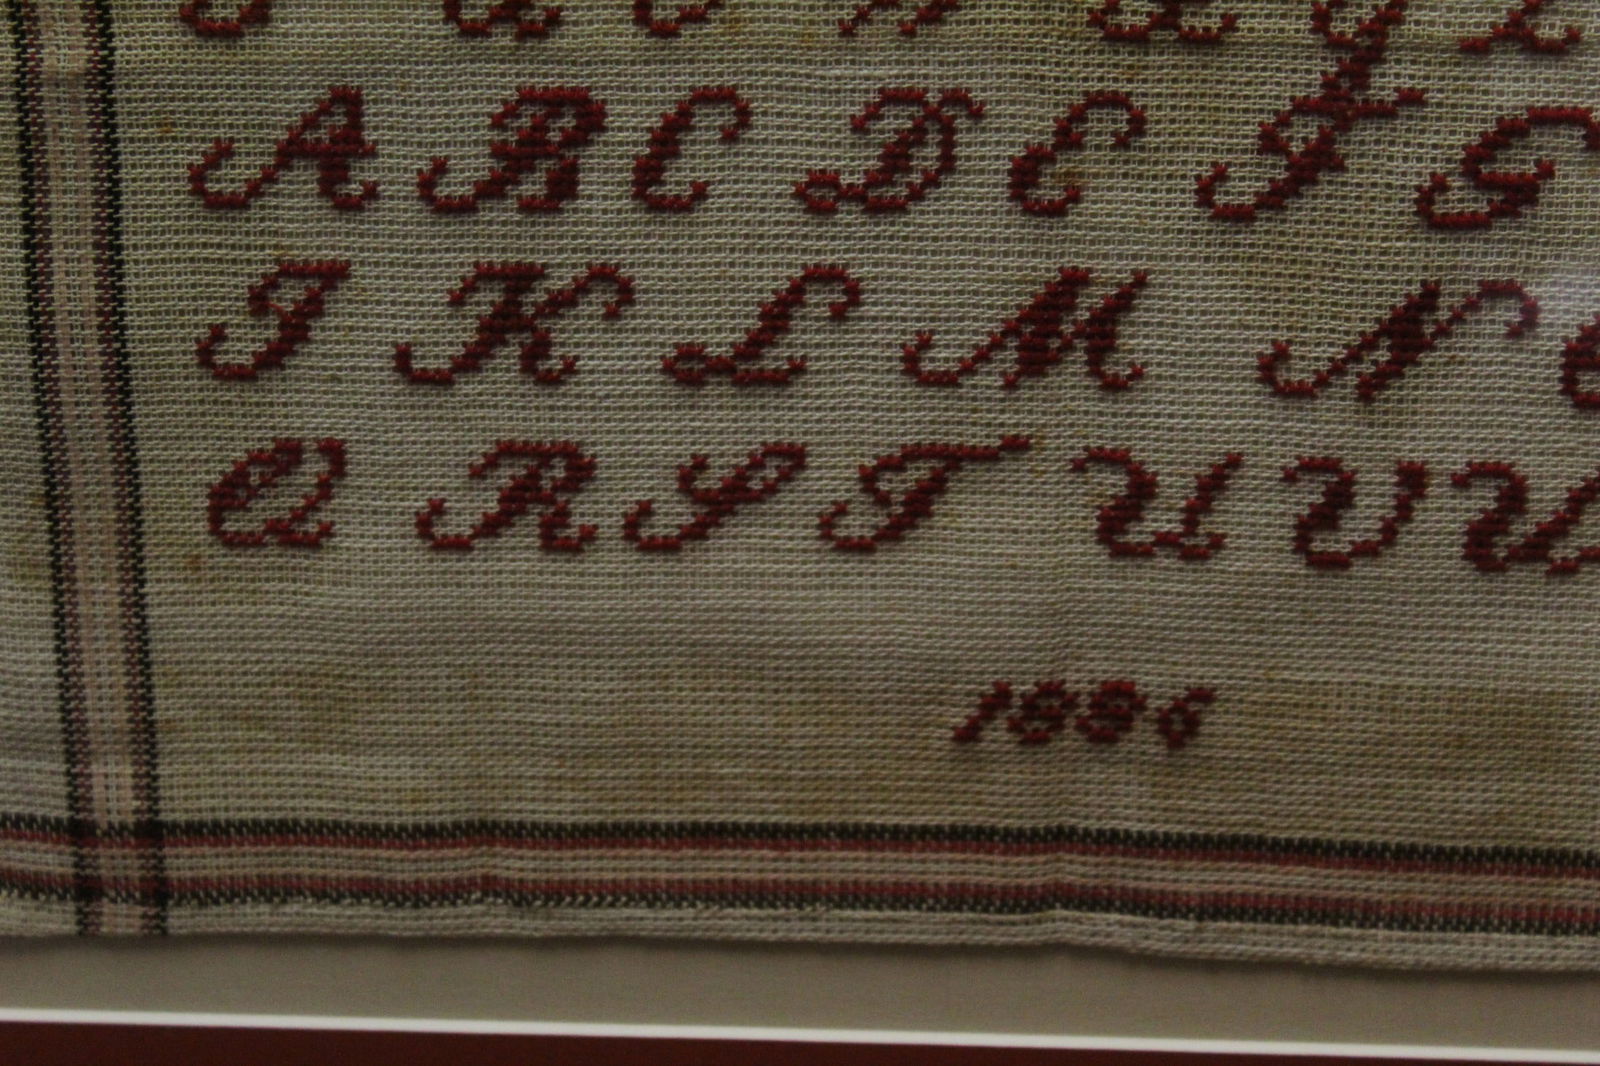 A B C D E F G
I K L M N
Q R S T U V
1886